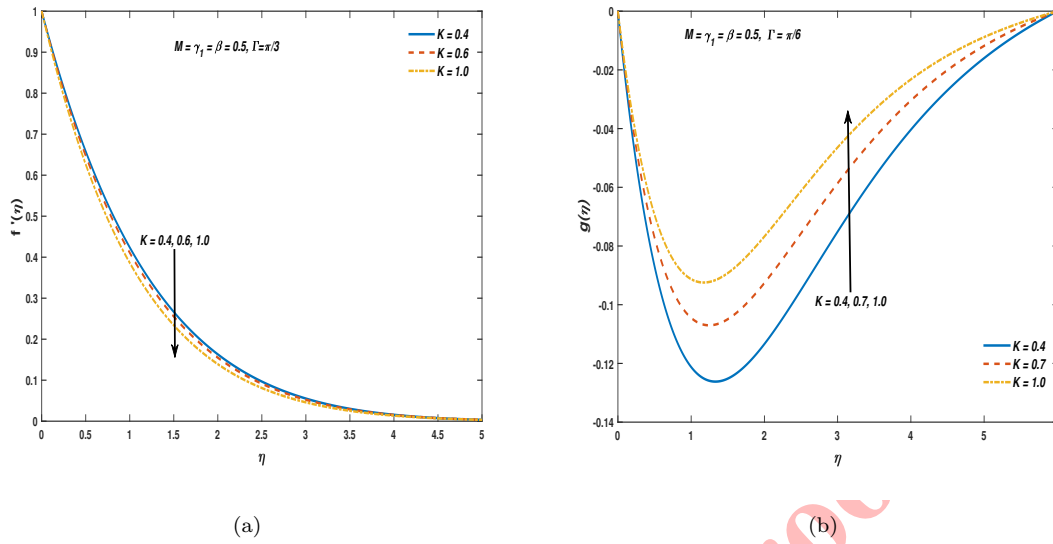 M = γ₁ = β = 0.5, Γ=π/3
K = 0.4
K = 0.6
K = 1.0
K = 0.4, 0.6, 1.0
f '(η)
1
0.9
0.8
0.7
0.6
0.5
0.4
0.3
0.2
0.1
0
0 0.5 1 1.5 2 2.5 3 3.5 4 4.5 5
η
(a)
M = γ₁ = β = 0.5, Γ = π/6
K = 0.4, 0.7, 1.0
K = 0.4
K = 0.7
K = 1.0
g(η)
0
-0.02
-0.04
-0.06
-0.08
-0.1
-0.12
-0.14
0 1 2 3 4 5
η
(b)